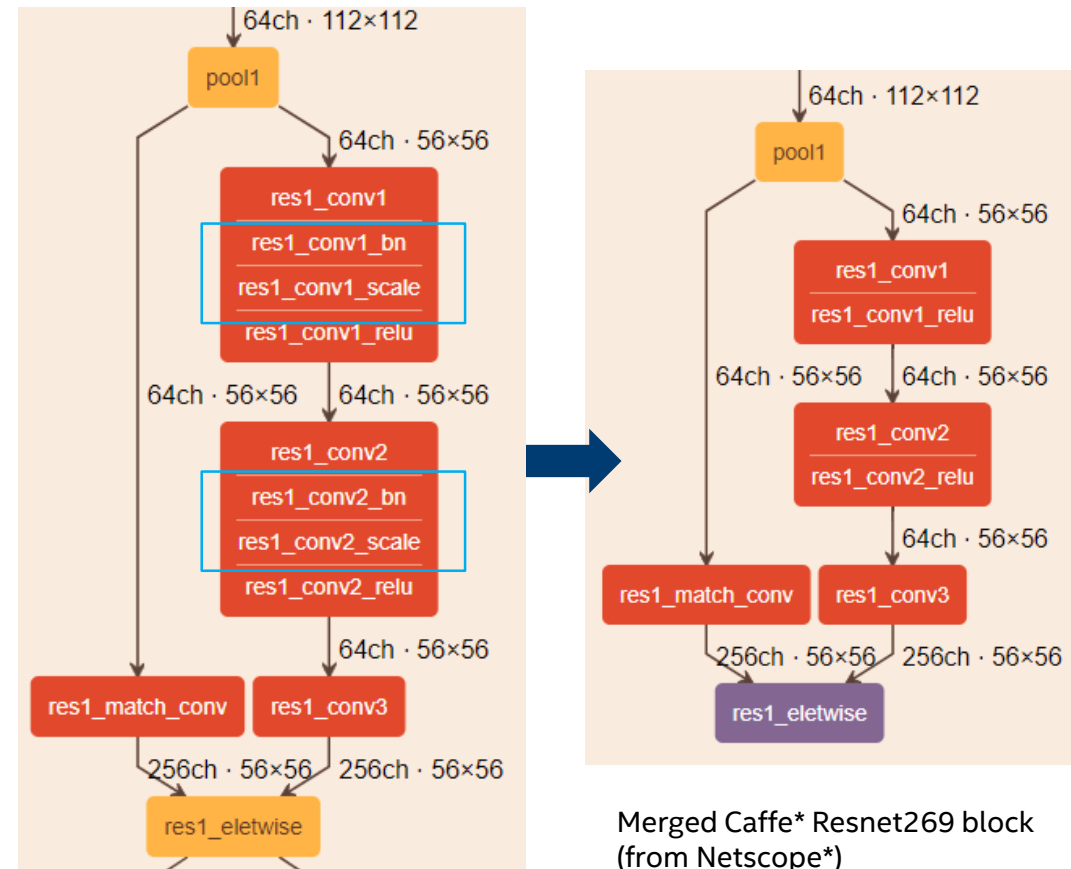 64ch · 112×112
pool1
64ch · 56×56
res1_conv1
res1_conv1_bn
res1_conv1_scale
res1_conv1_relu
64ch · 56×56
64ch · 56×56
res1_conv2
res1_conv2_bn
res1_conv2_scale
res1_conv2_relu
64ch · 56×56
res1_match_conv
res1_conv3
256ch · 56×56
256ch · 56×56
res1_eletwise
64ch · 112×112
pool1
64ch · 56×56
res1_conv1
res1_conv1_relu
64ch · 56×56
64ch · 56×56
res1_conv2
res1_conv2_relu
64ch · 56×56
res1_match_conv
res1_conv3
256ch · 56×56
256ch · 56×56
res1_eletwise
Merged Caffe* Resnet269 block
(from Netscope*)